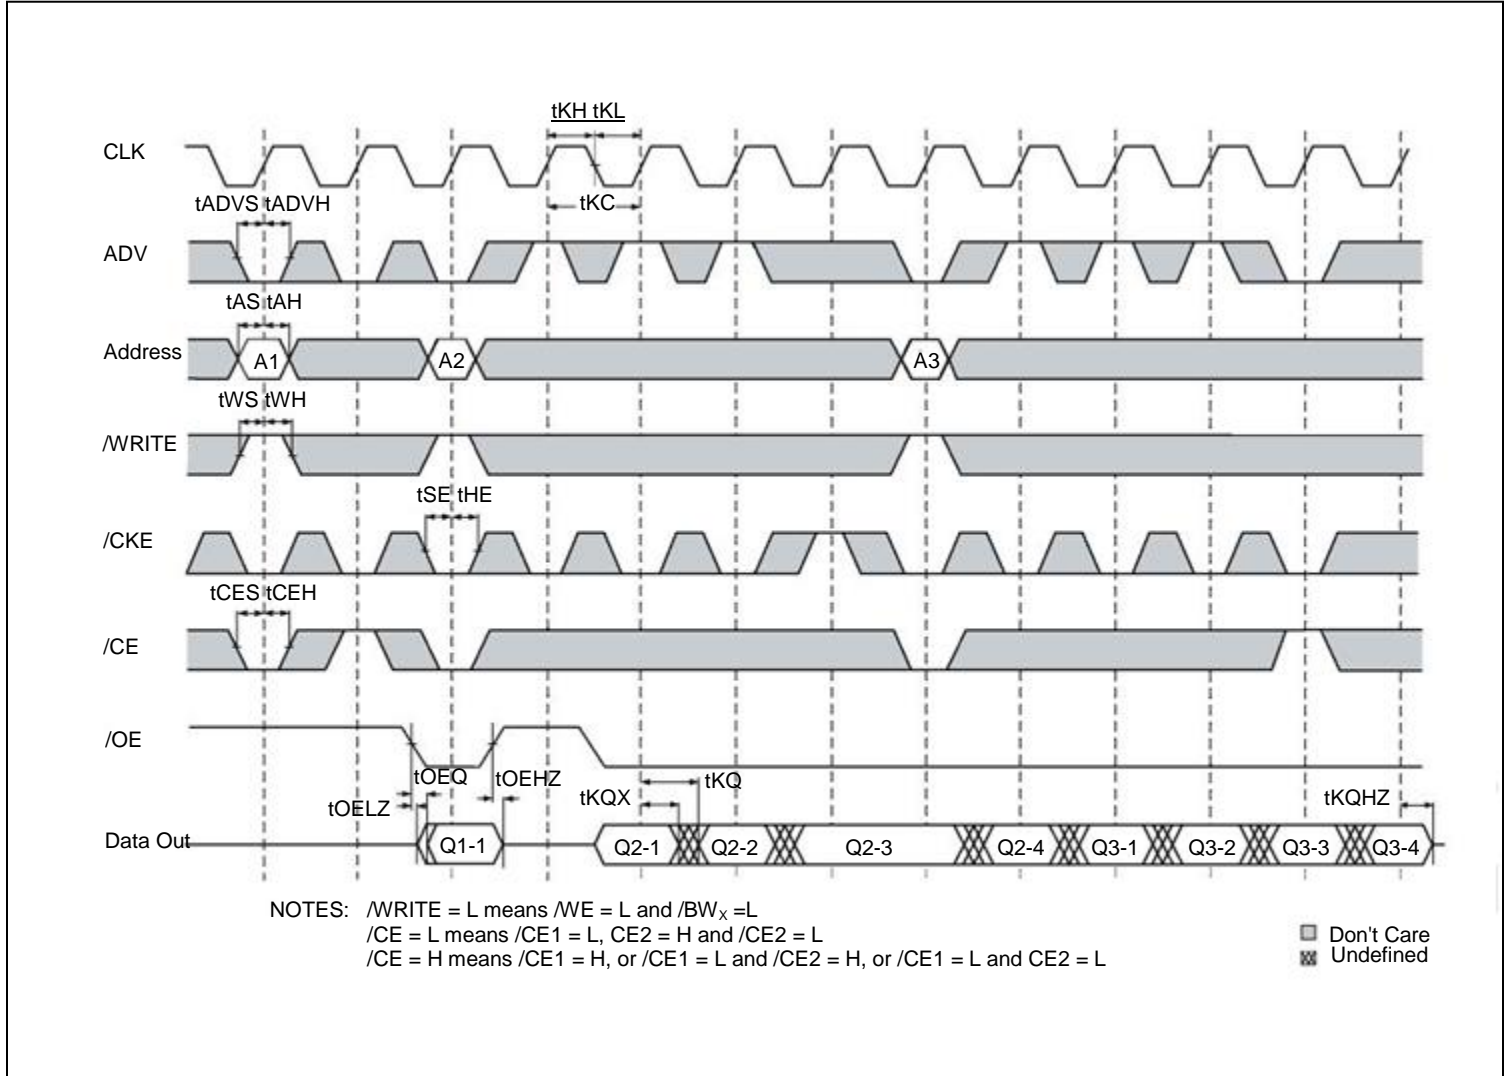 tKH tKL
CLK
tKC
tADVS tADVH
ADV
tAS tAH
Address
A1
A2
A3
tWS tWH
/WRITE
tSE tHE
/CKE
tCES tCEH
/CE
/OE
tOEQ
tOEHZ
tKQ
tOELZ
tKQX
tKQHZ
Data Out
Q1-1
Q2-1
Q2-2
Q2-3
Q2-4
Q3-1
Q3-2
Q3-3
Q3-4
NOTES: /WRITE = L means /WE = L and /BWX =L
/CE = L means /CE1 = L, CE2 = H and /CE2 = L
/CE = H means /CE1 = H, or /CE1 = L and /CE2 = H, or /CE1 = L and CE2 = L
Don't Care
Undefined